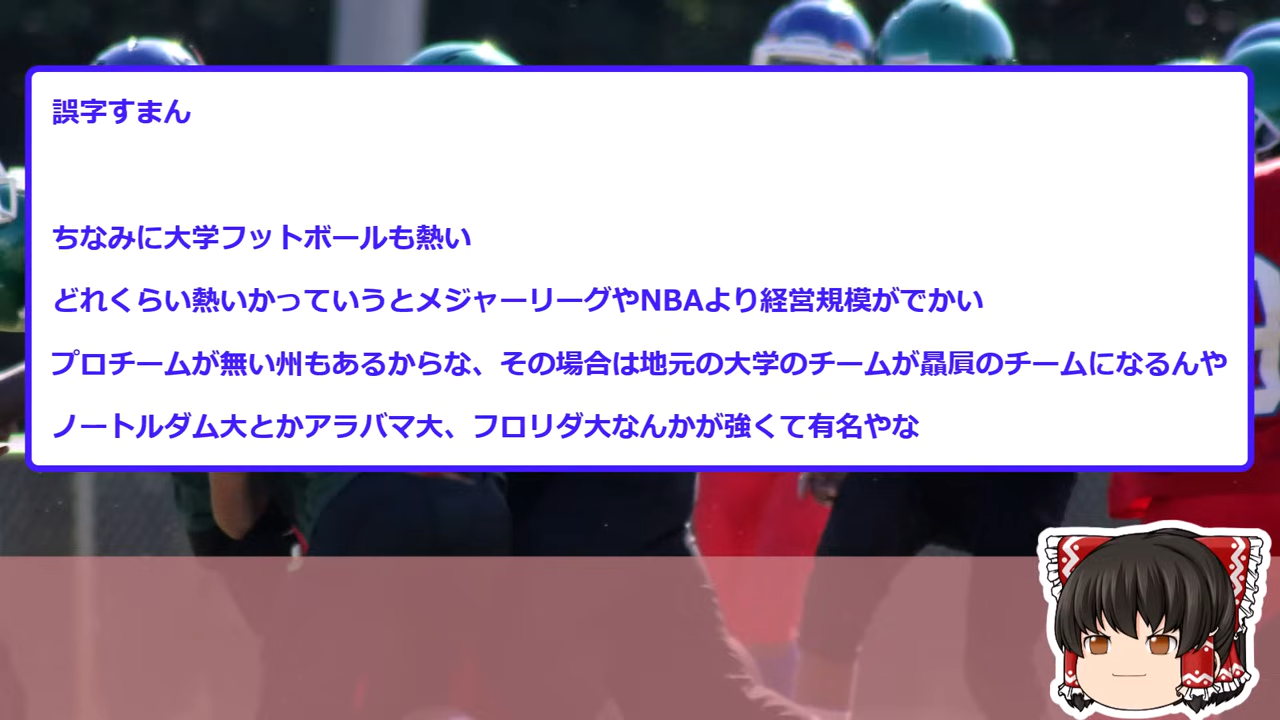 誤字すまん
ちなみに大学フットボールも熱い
どれくらい熱いかっていうとメジャーリーグやNBAより経営規模がでかい
プロチームが無い州もあるからな、その場合は地元の大学のチームが贔屓のチームになるんや
ノートルダム大とかアラバマ大、フロリダ大なんかが強くて有名やな